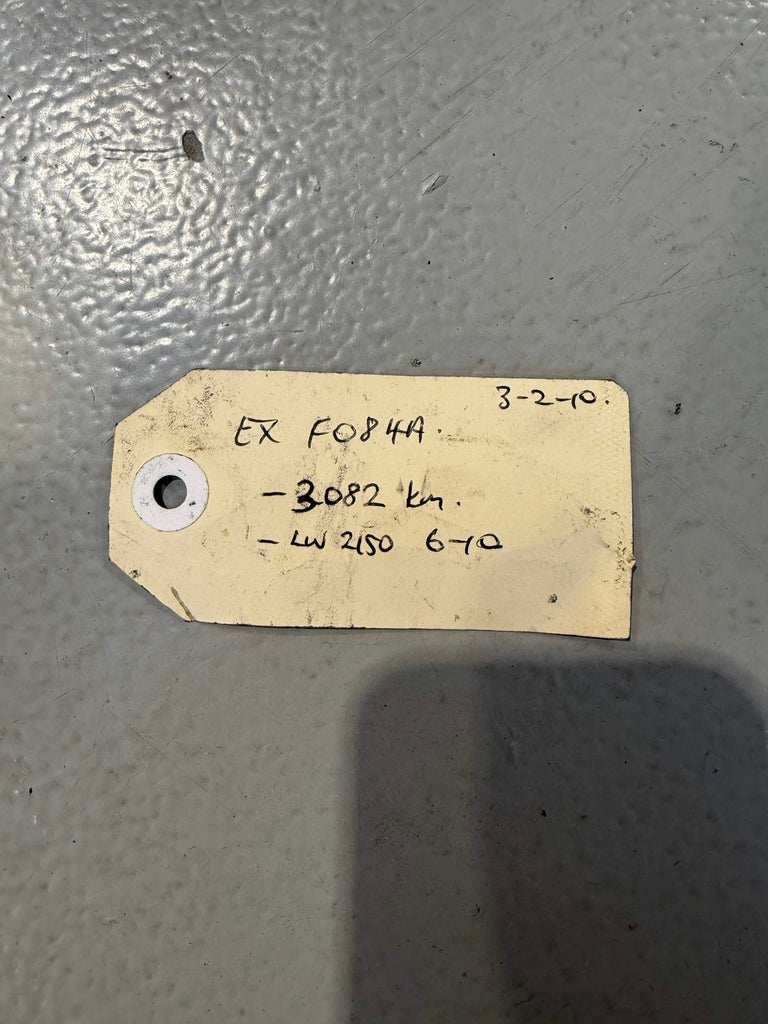 3-2-10.
EX F084A.
- 3082 km.
- LW 2150 6-10